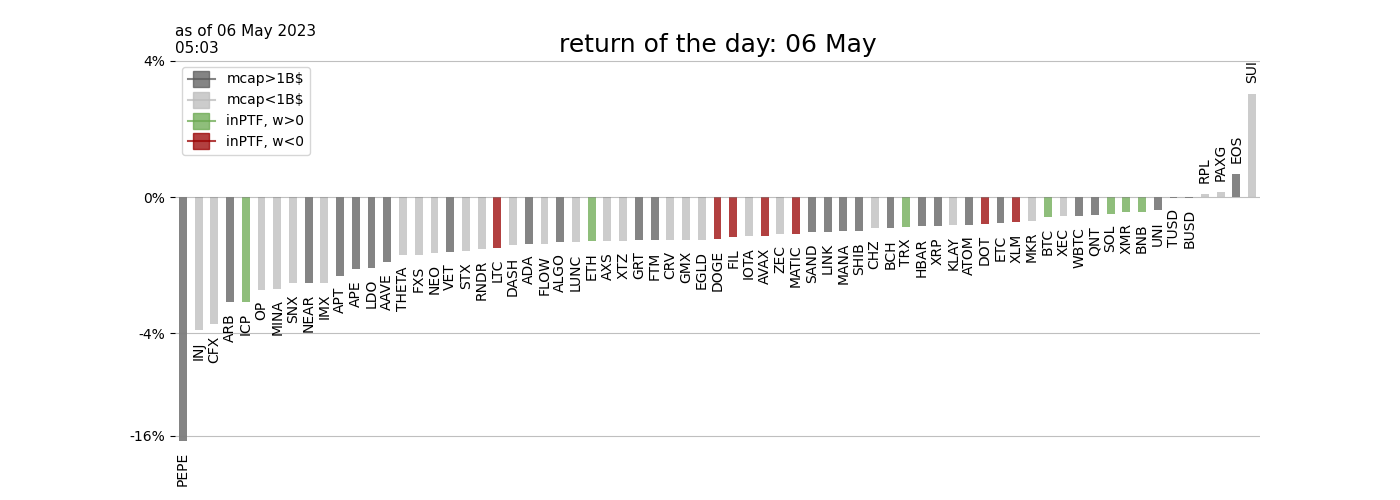 as of 06 May 2023
05:03
return of the day: 06 May
4%
0%
-4%
-16%
mcap>1B$
mcap<1B$
inPTF, w>0
inPTF, w<0
PEPE
INJ
CFX
ARB
ICP
OP
MINA
SNX
NEAR
IMX
APT
APE
LDO
AAVE
THETA
FXS
NEO
VET
STX
RNDR
LTC
DASH
ADA
FLOW
ALGO
LUNC
ETH
AXS
XTZ
GRT
FTM
CRV
GMX
EGLD
DOGE
FIL
IOTA
AVAX
ZEC
MATIC
SAND
LINK
MANA
SHIB
CHZ
BCH
TRX
HBAR
XRP
KLAY
ATOM
DOT
ETC
XLM
MKR
BTC
XEC
WBTC
QNT
SOL
XMR
BNB
UNI
TUSD
BUSD
RPL
PAXG
EOS
SUI